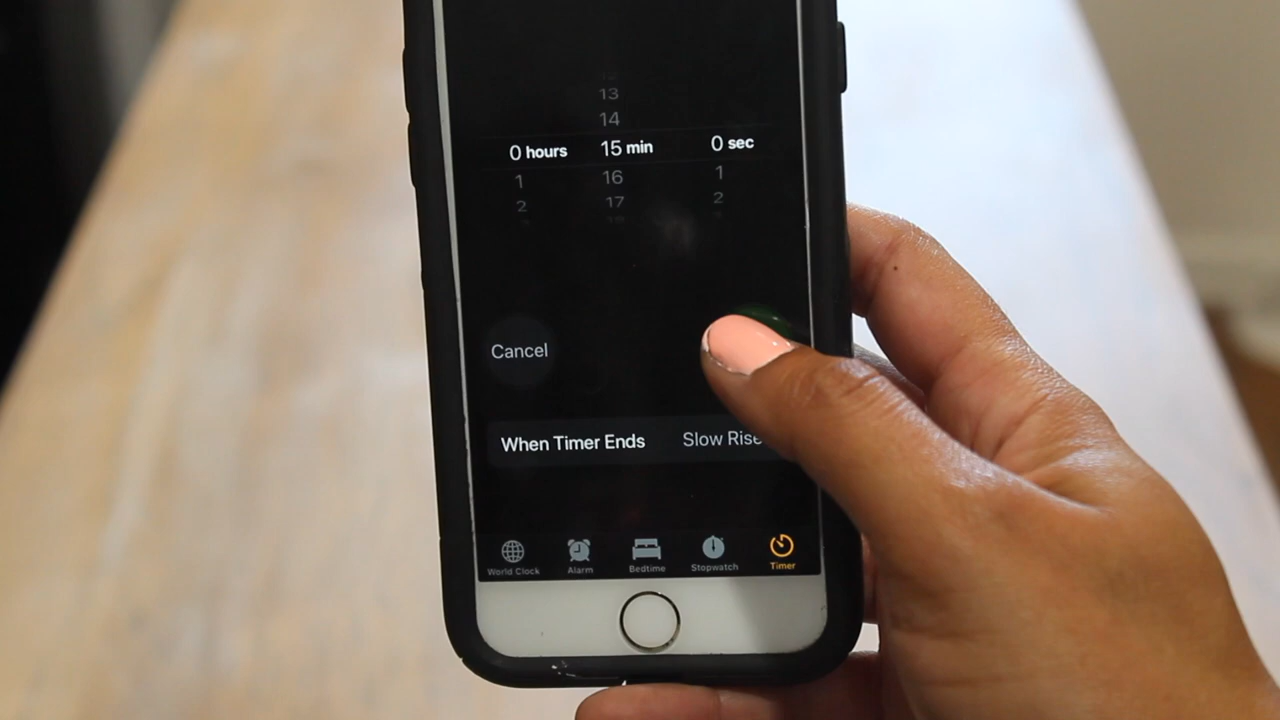 13
14
0 hours 15 min 0 sec
1 16 1
2 17 2
Cancel
When Timer Ends Slow Rise
World Clock Alarm Bedtime Stopwatch Timer